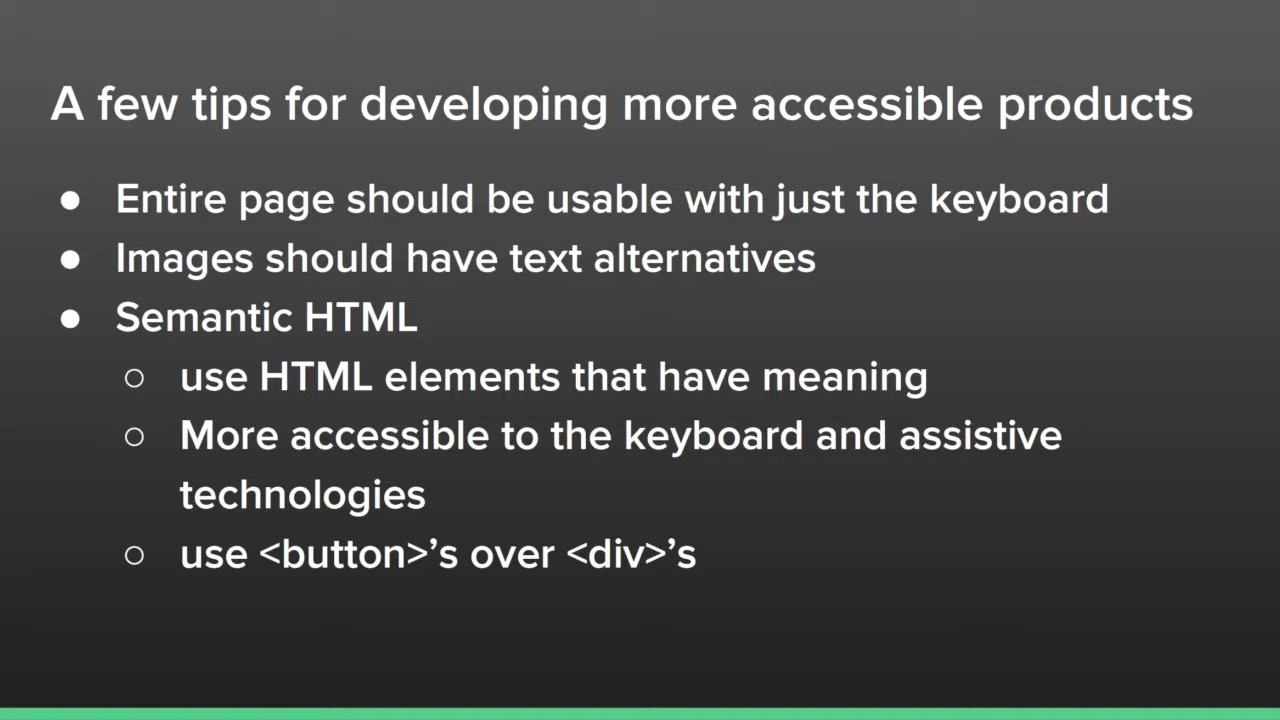 A few tips for developing more accessible products
● Entire page should be usable with just the keyboard
● Images should have text alternatives
● Semantic HTML
○ use HTML elements that have meaning
○ More accessible to the keyboard and assistive
technologies
○ use <button>’s over <div>’s